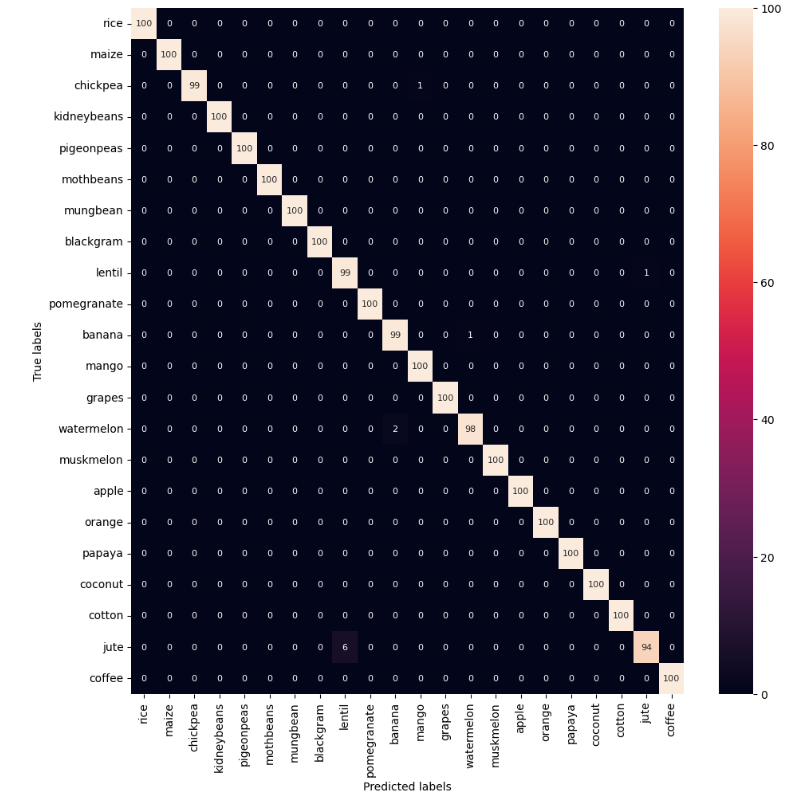 rice 100 0 0 0 0 0 0 0 0 0 0 0 0 0 0 0 0 0 0 0 0 0 100
maize 0 100 0 0 0 0 0 0 0 0 0 0 0 0 0 0 0 0 0 0 0 0
chickpea 0 0 99 0 0 0 0 0 0 0 0 1 0 0 0 0 0 0 0 0 0 0
kidneybeans 0 0 0 100 0 0 0 0 0 0 0 0 0 0 0 0 0 0 0 0 0 0
pigeonpeas 0 0 0 0 100 0 0 0 0 0 0 0 0 0 0 0 0 0 0 0 0 0 80
mothbeans 0 0 0 0 0 100 0 0 0 0 0 0 0 0 0 0 0 0 0 0 0 0
mungbean 0 0 0 0 0 0 100 0 0 0 0 0 0 0 0 0 0 0 0 0 0 0
blackgram 0 0 0 0 0 0 0 100 0 0 0 0 0 0 0 0 0 0 0 0 0 0
lentil 0 0 0 0 0 0 0 0 99 0 0 0 0 0 0 0 0 0 0 0 1 0 60
pomegranate 0 0 0 0 0 0 0 0 0 100 0 0 0 0 0 0 0 0 0 0 0 0
banana 0 0 0 0 0 0 0 0 0 0 99 0 0 1 0 0 0 0 0 0 0 0
True labels
mango 0 0 0 0 0 0 0 0 0 0 0 100 0 0 0 0 0 0 0 0 0 0
grapes 0 0 0 0 0 0 0 0 0 0 0 0 100 0 0 0 0 0 0 0 0 0
watermelon 0 0 0 0 0 0 0 0 0 0 2 0 0 98 0 0 0 0 0 0 0 0 40
muskmelon 0 0 0 0 0 0 0 0 0 0 0 0 0 0 100 0 0 0 0 0 0 0
apple 0 0 0 0 0 0 0 0 0 0 0 0 0 0 0 100 0 0 0 0 0 0
orange 0 0 0 0 0 0 0 0 0 0 0 0 0 0 0 0 100 0 0 0 0 0
papaya 0 0 0 0 0 0 0 0 0 0 0 0 0 0 0 0 0 100 0 0 0 0 20
coconut 0 0 0 0 0 0 0 0 0 0 0 0 0 0 0 0 0 0 100 0 0 0
cotton 0 0 0 0 0 0 0 0 0 0 0 0 0 0 0 0 0 0 0 100 0 0
jute 0 0 0 0 0 0 0 0 6 0 0 0 0 0 0 0 0 0 0 0 94 0
coffee 0 0 0 0 0 0 0 0 0 0 0 0 0 0 0 0 0 0 0 0 0 100 0
rice maize chickpea kidneybeans pigeonpeas mothbeans mungbean blackgram lentil pomegranate banana mango grapes watermelon muskmelon apple orange papaya coconut cotton jute coffee
Predicted labels